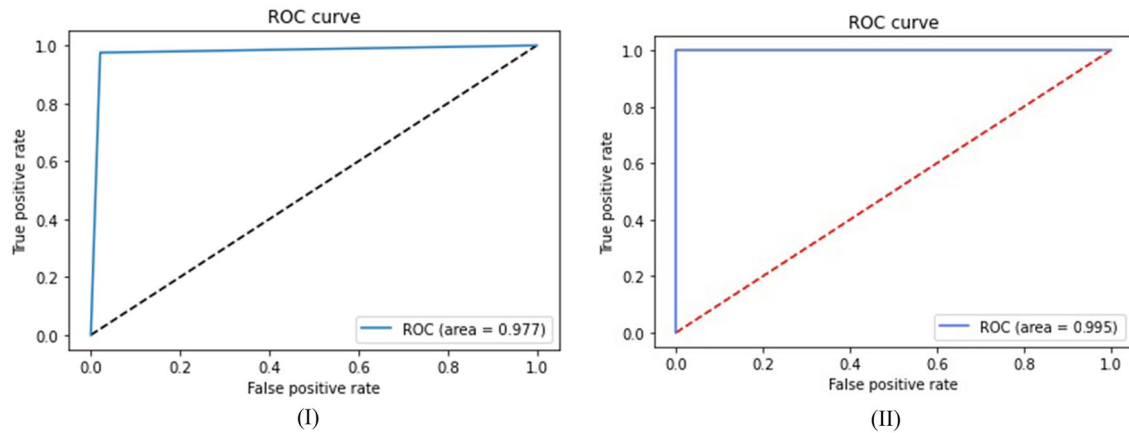 ROC curve
1.0
0.8
0.6
0.4
0.2
0.0
True positive rate
ROC (area = 0.977)
0.0 0.2 0.4 0.6 0.8 1.0
False positive rate
(I)
ROC curve
1.0
0.8
0.6
0.4
0.2
0.0
True positive rate
ROC (area = 0.995)
0.0 0.2 0.4 0.6 0.8 1.0
False positive rate
(II)